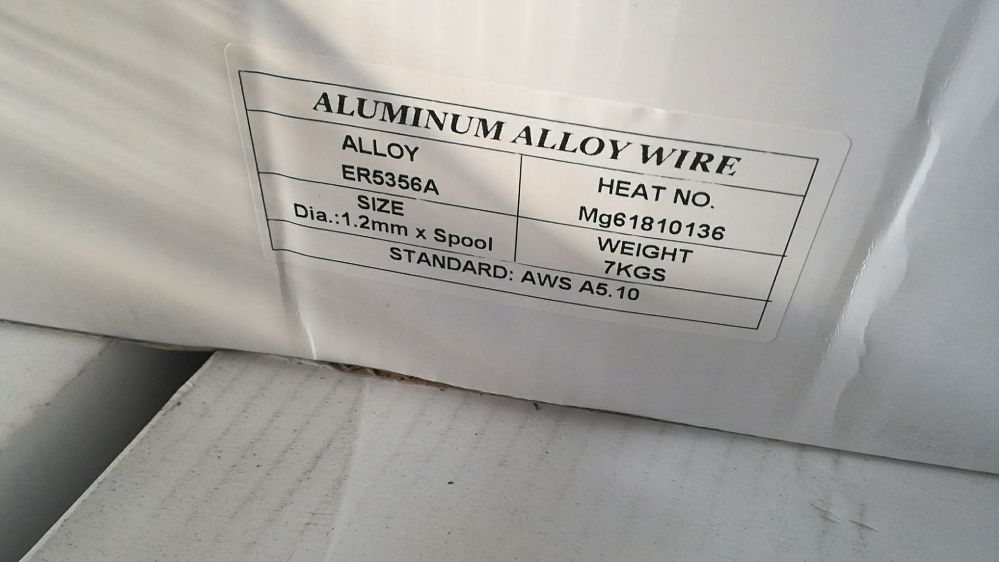 ALUMINUM ALLOY WIRE
ALLOY
ER5356A
HEAT NO.
Mg61810136
SIZE
Dia.:1.2mm x Spool
WEIGHT
7KGS
STANDARD: AWS A5.10